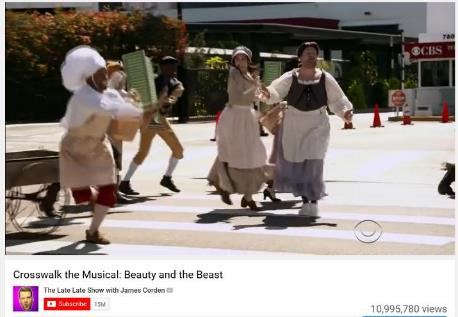 780
CBS
STOP
Crosswalk the Musical: Beauty and the Beast
The Late Late Show with James Corden
Subscribe 15M
10,995,780 views